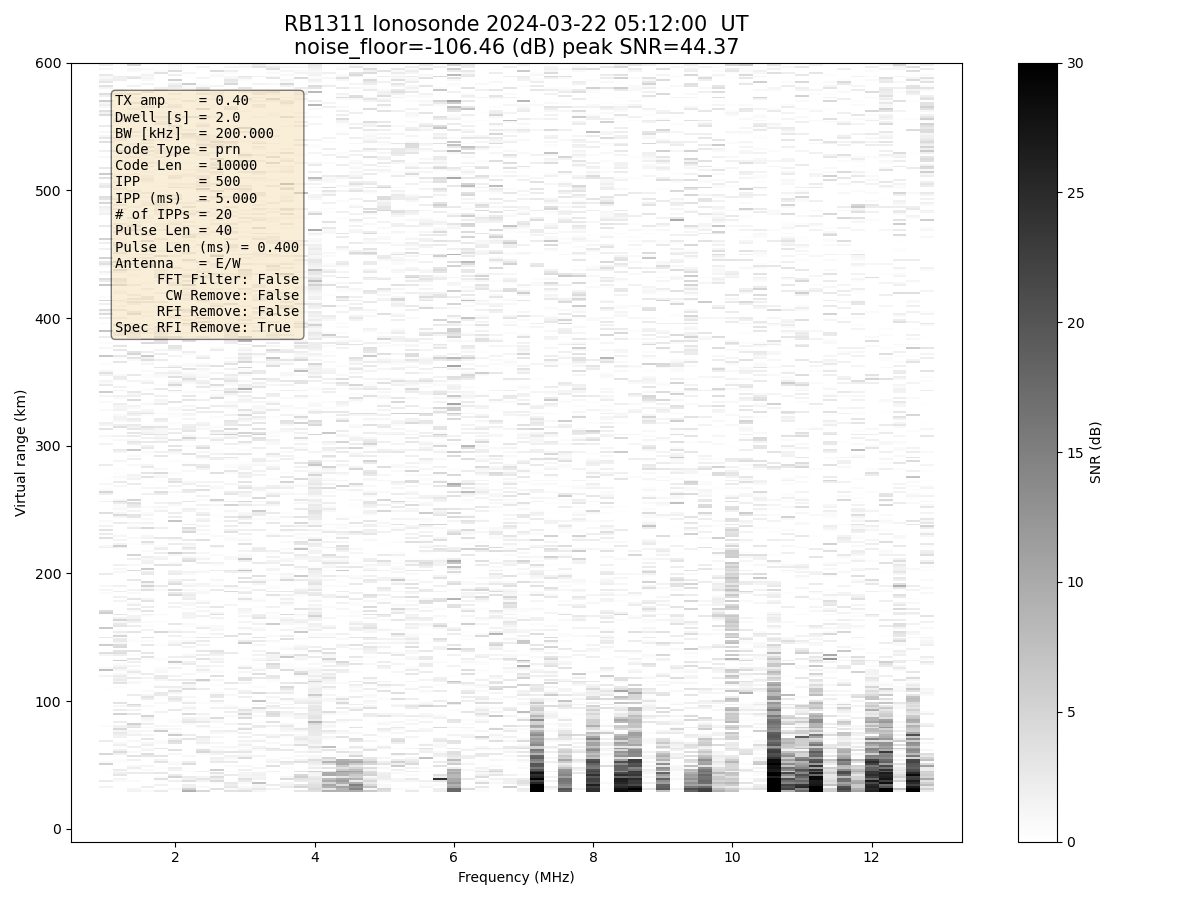 RB1311 Ionosonde 2024-03-22 05:12:00  UT
noise_floor=-106.46 (dB) peak SNR=44.37
TX amp    = 0.40
Dwell [s] = 2.0
BW [kHz]  = 200.000
Code Type = prn
Code Len  = 10000
IPP       = 500
IPP (ms)  = 5.000
# of IPPs = 20
Pulse Len = 40
Pulse Len (ms) = 0.400
Antenna   = E/W
FFT Filter: False
CW Remove: False
RFI Remove: False
Spec RFI Remove: True
Virtual range (km)
600
500
400
300
200
100
0
2
4
6
8
10
12
Frequency (MHz)
30
25
20
15
10
5
0
SNR (dB)